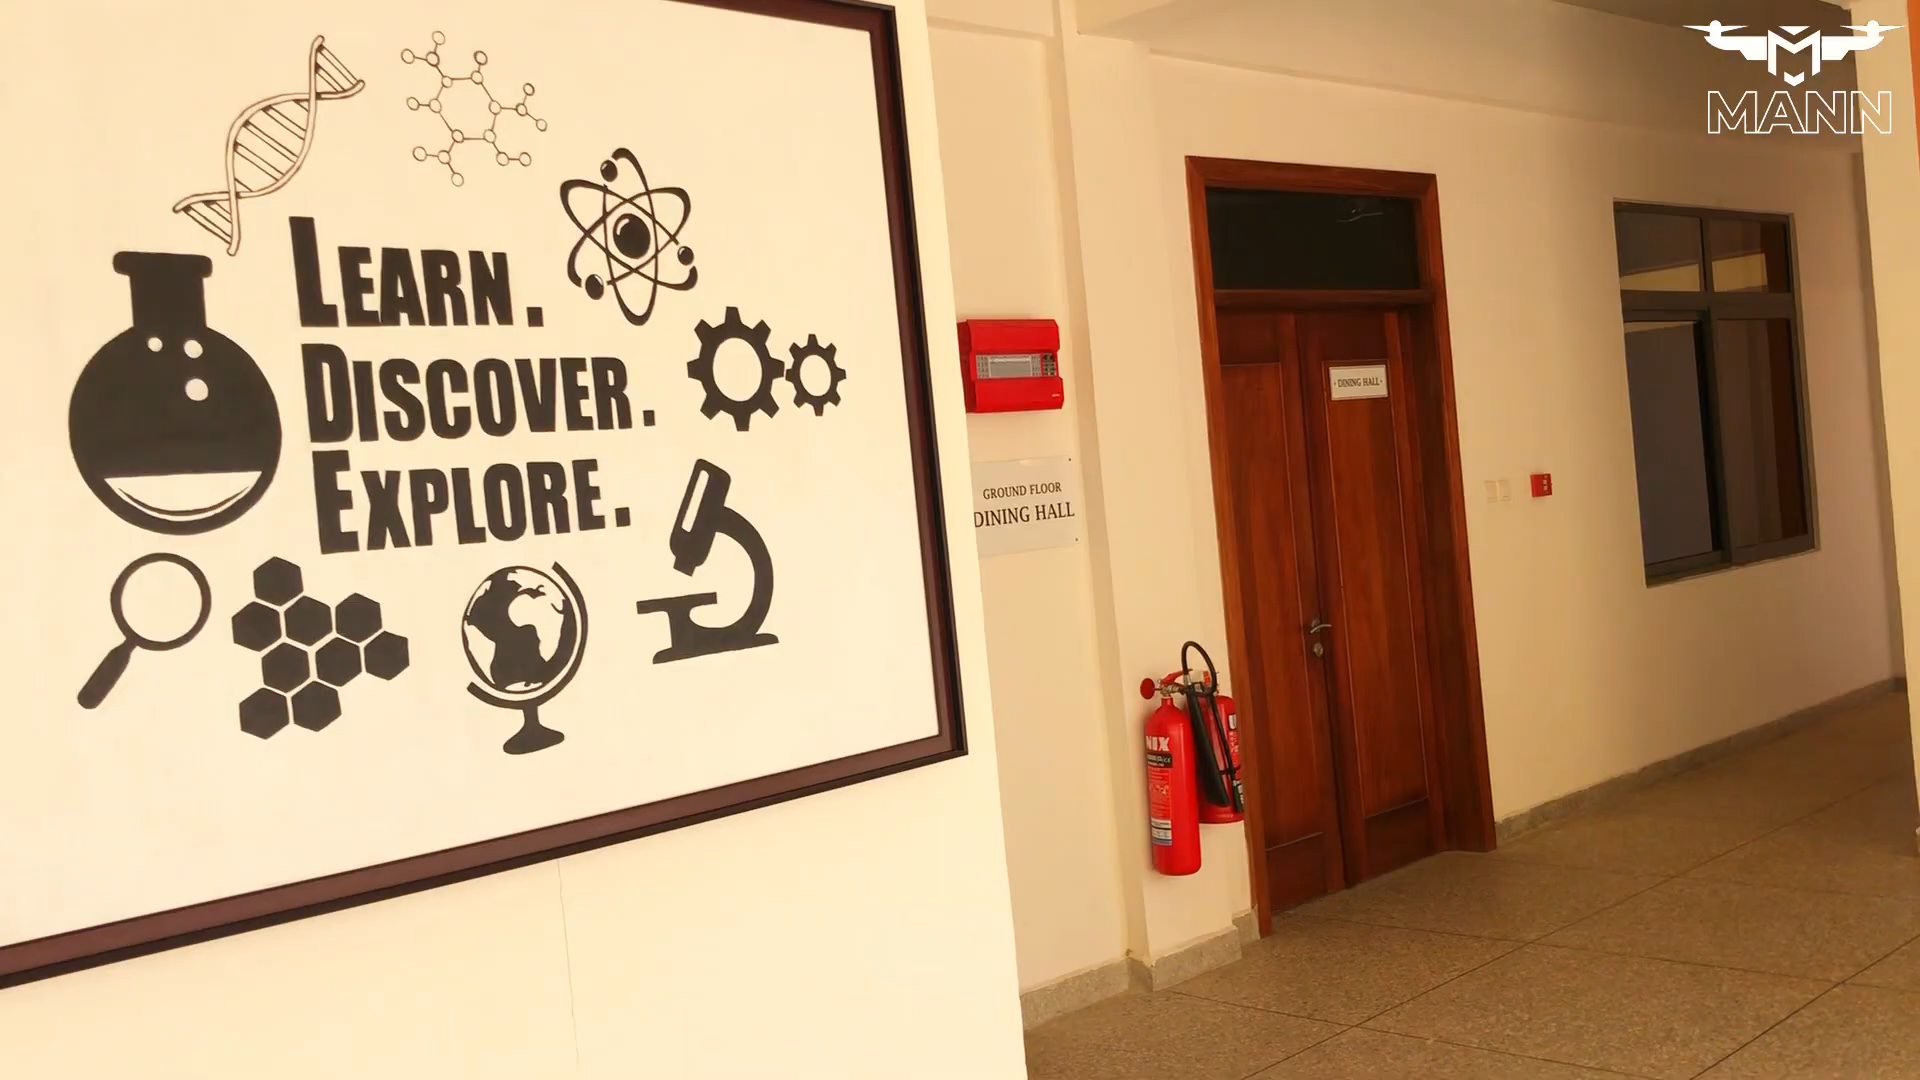 LEARN.
DISCOVER.
EXPLORE.
GROUND FLOOR
DINING HALL
· DINING HALL ·
MANN